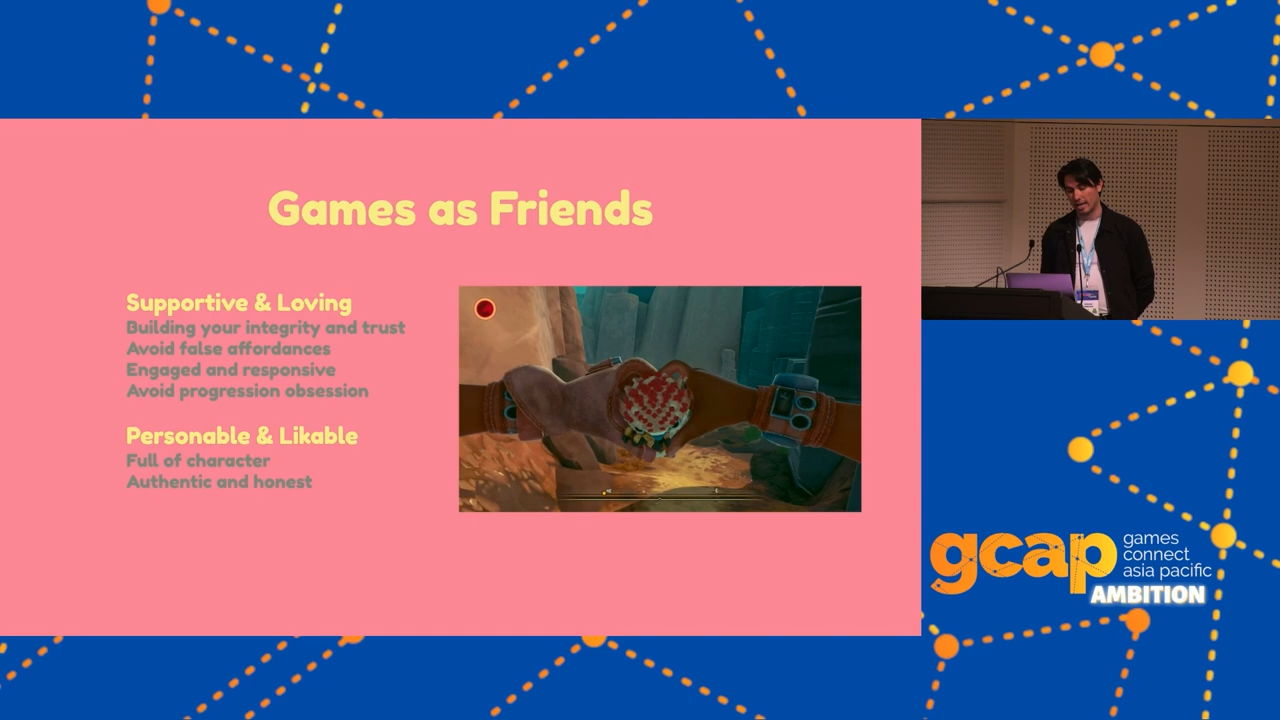 Games as Friends
Supportive & Loving
Building your integrity and trust
Avoid false affordances
Engaged and responsive
Avoid progression obsession
Personable & Likable
Full of character
Authentic and honest
gcap
games
connect
asia pacific
AMBITION